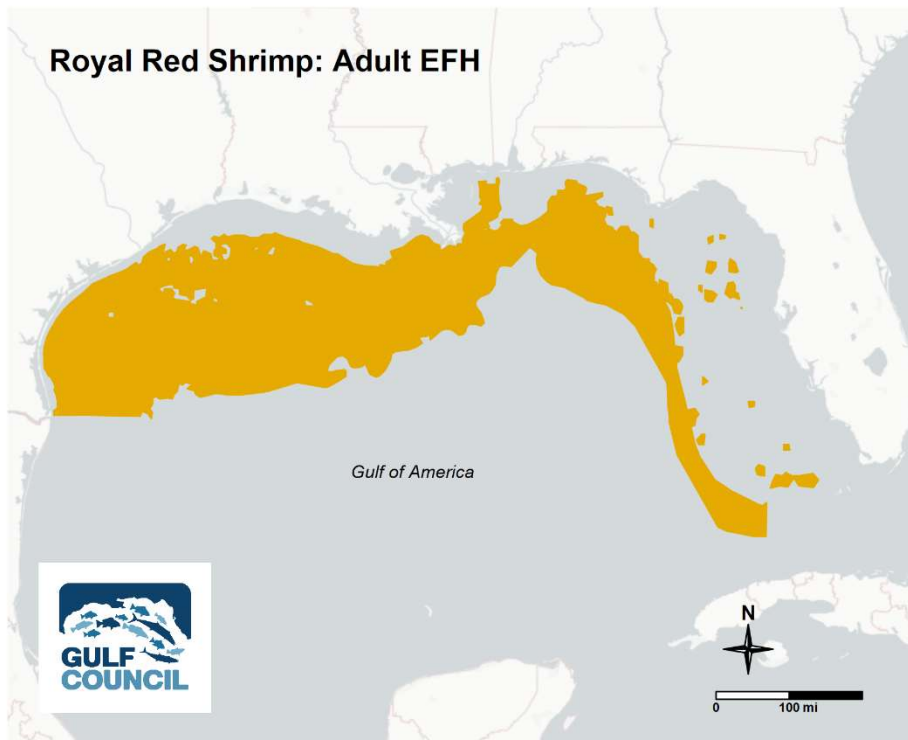 Royal Red Shrimp: Adult EFH
Gulf of America
GULF
COUNCIL
N
0 100 mi